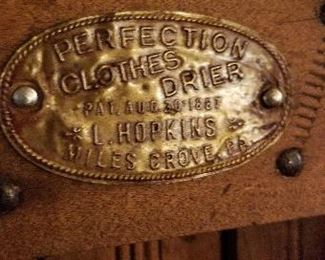 PERFECTION
CLOTHES
DRIER
PAT. AUG. 30 1887
L. HOPKINS
MILES GROVE, PA.